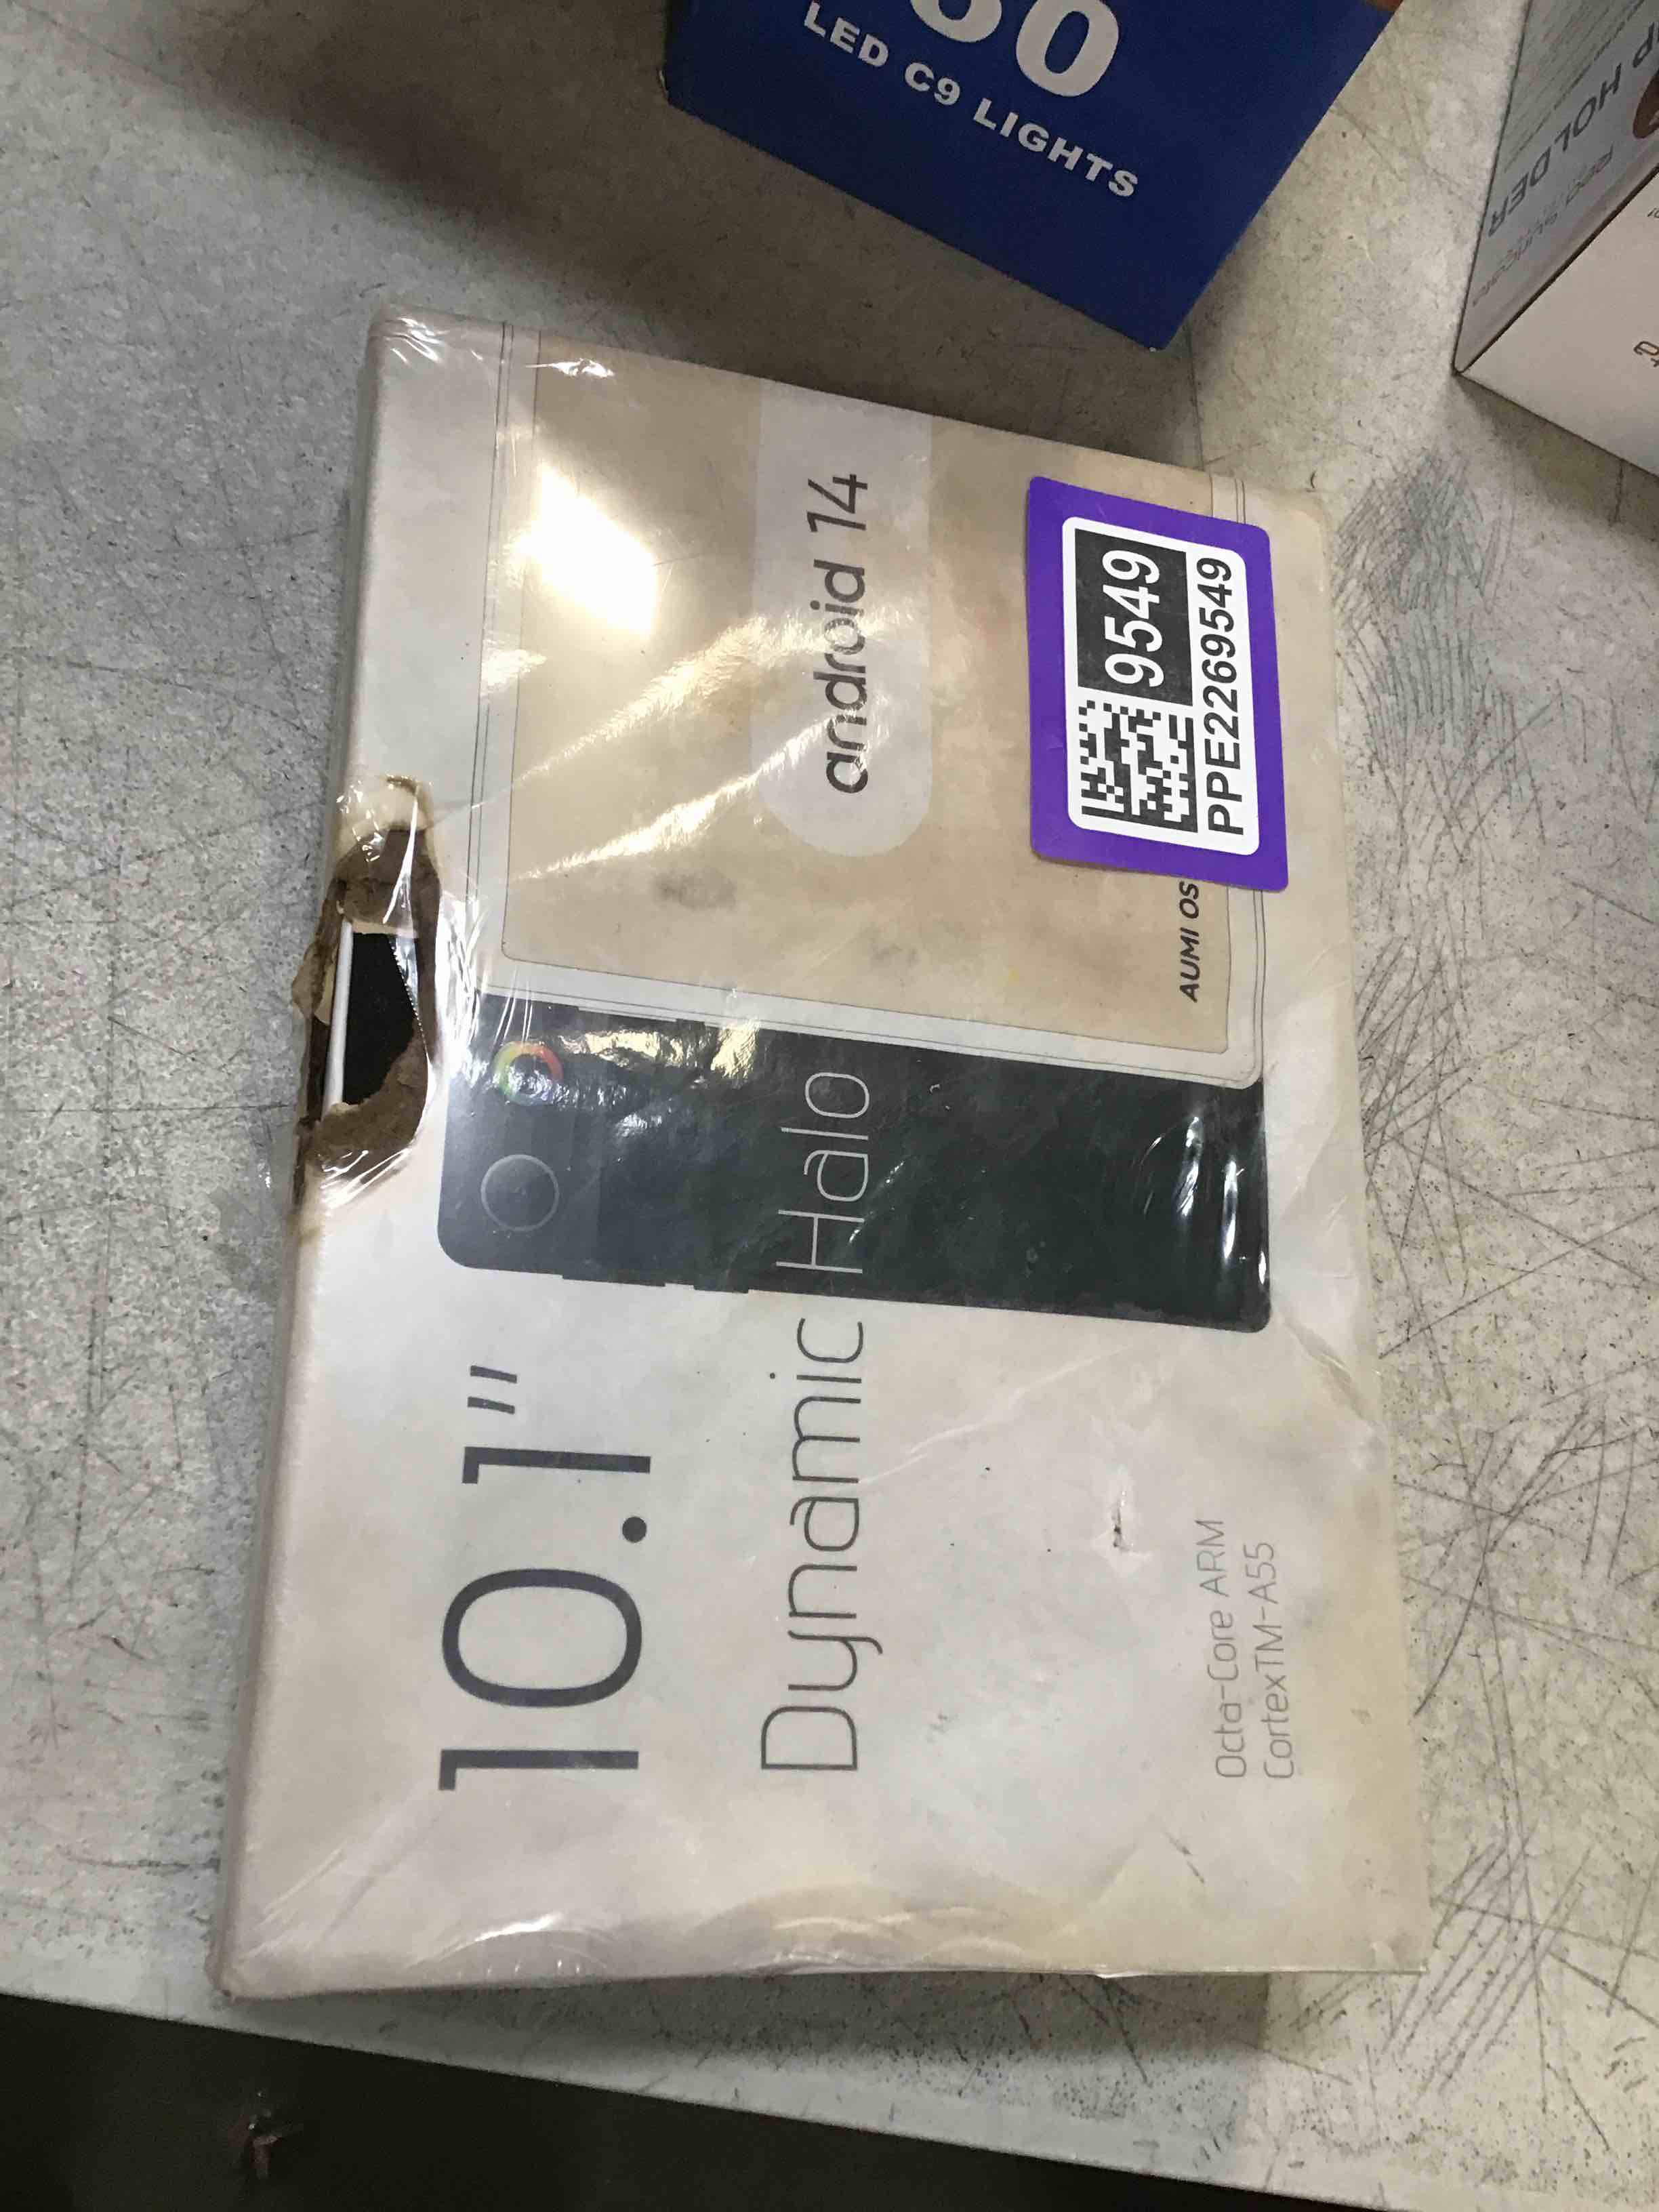 LED C9 LIGHTS
P HOLDER
android 14
9549
PPE2269549
AUMI OS
10.1"
Dynamic Halo
Octa-Core ARM
CortexTM-A55